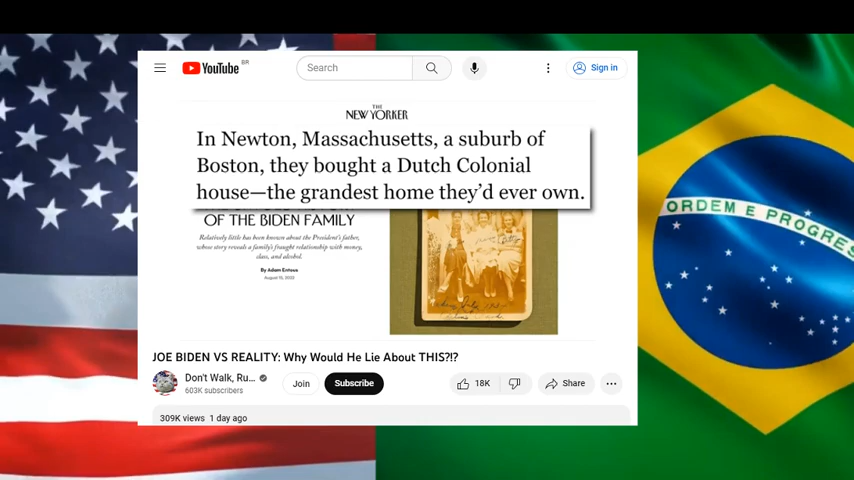 YouTube BR
Search
Sign in
THE
NEW YORKER
In Newton, Massachusetts, a suburb of
Boston, they bought a Dutch Colonial
house—the grandest home they'd ever own.
OF THE BIDEN FAMILY
Relatively little has been known about the President's father,
whose story reveals a family's fraught relationship with money,
class, and alcohol.
By Adam Entous
August 15, 2022
ORDEM E PROGRES
JOE BIDEN VS REALITY: Why Would He Lie About THIS?!?
Don't Walk, Ru...
603K subscribers
Join
Subscribe
18K
Share
309K views 1 day ago